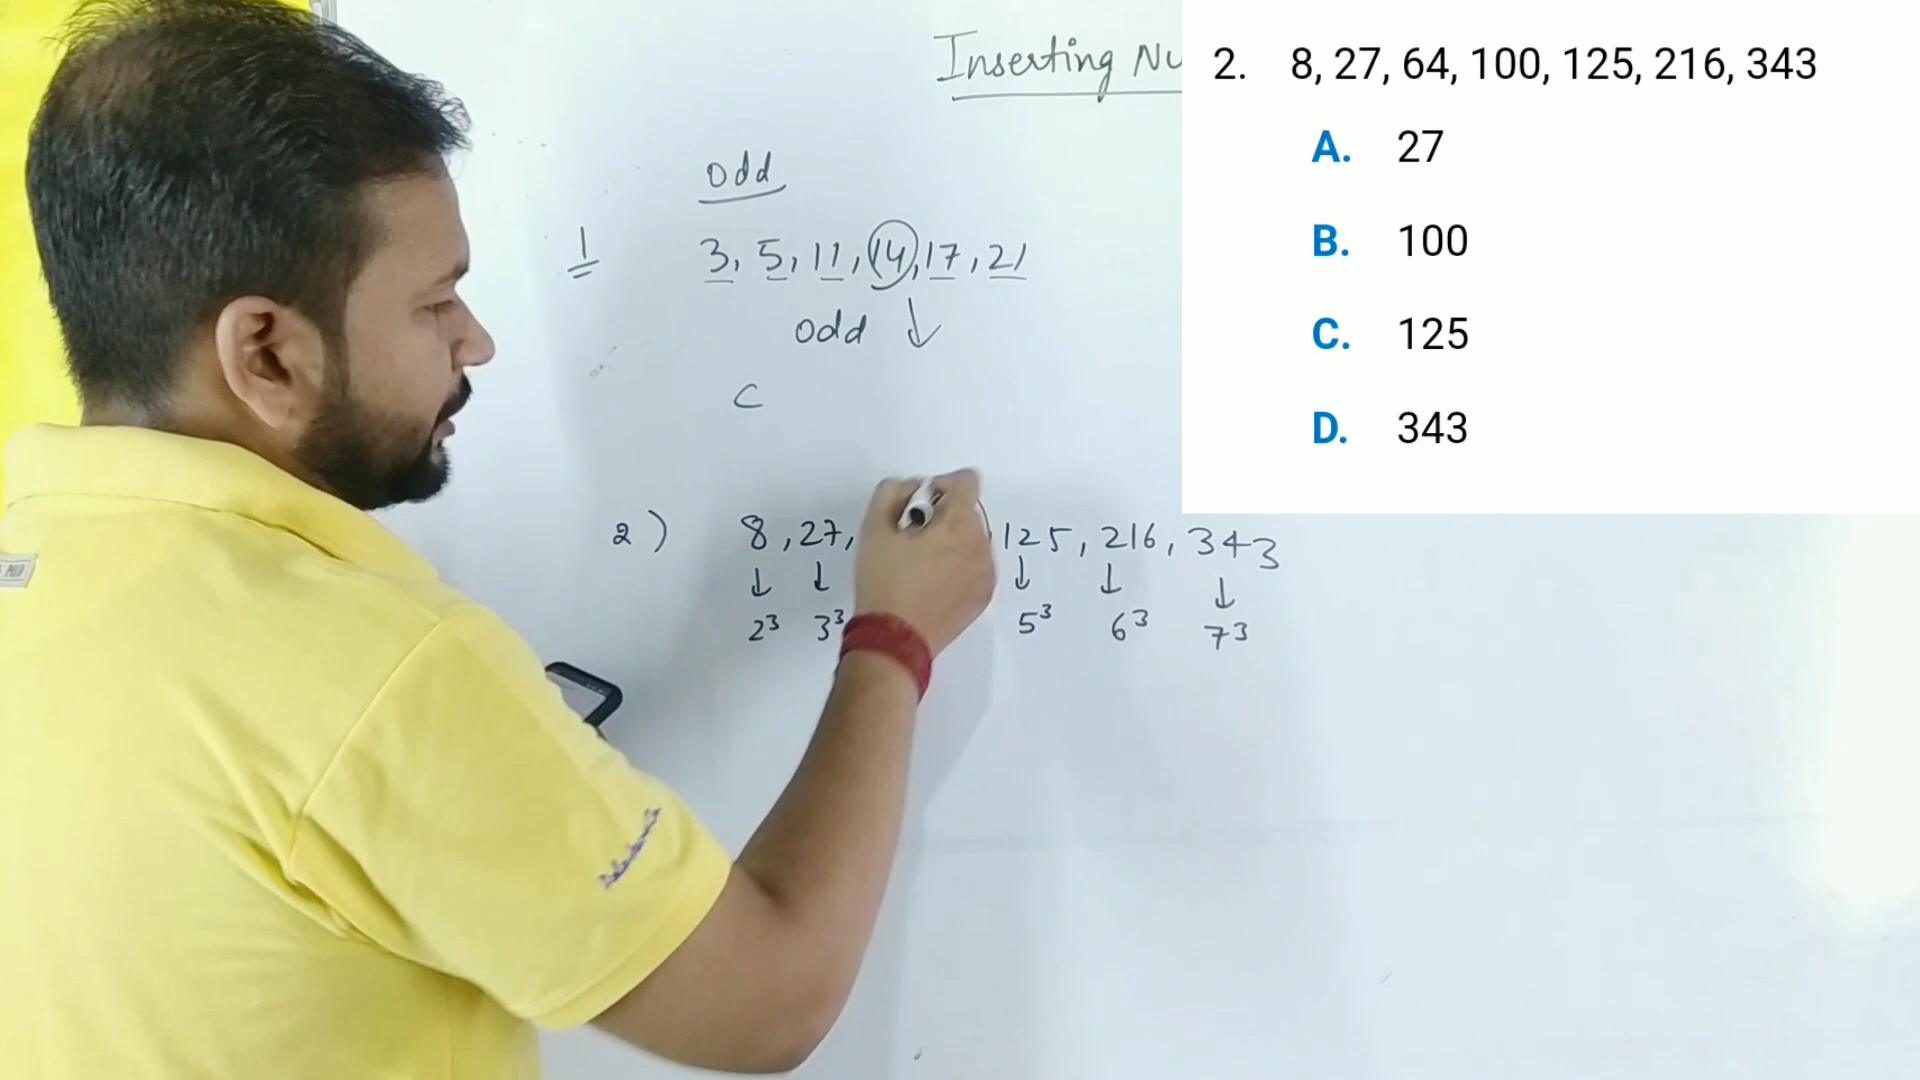 Inserting
odd
1 3, 5, 11, 14, 17, 21
odd ↓
C
2) 8, 27, 125, 216, 343
↓ ↓ ↓ ↓ ↓
2³ 3³ 5³ 6³ 7³
2. 8, 27, 64, 100, 125, 216, 343
A. 27
B. 100
C. 125
D. 343